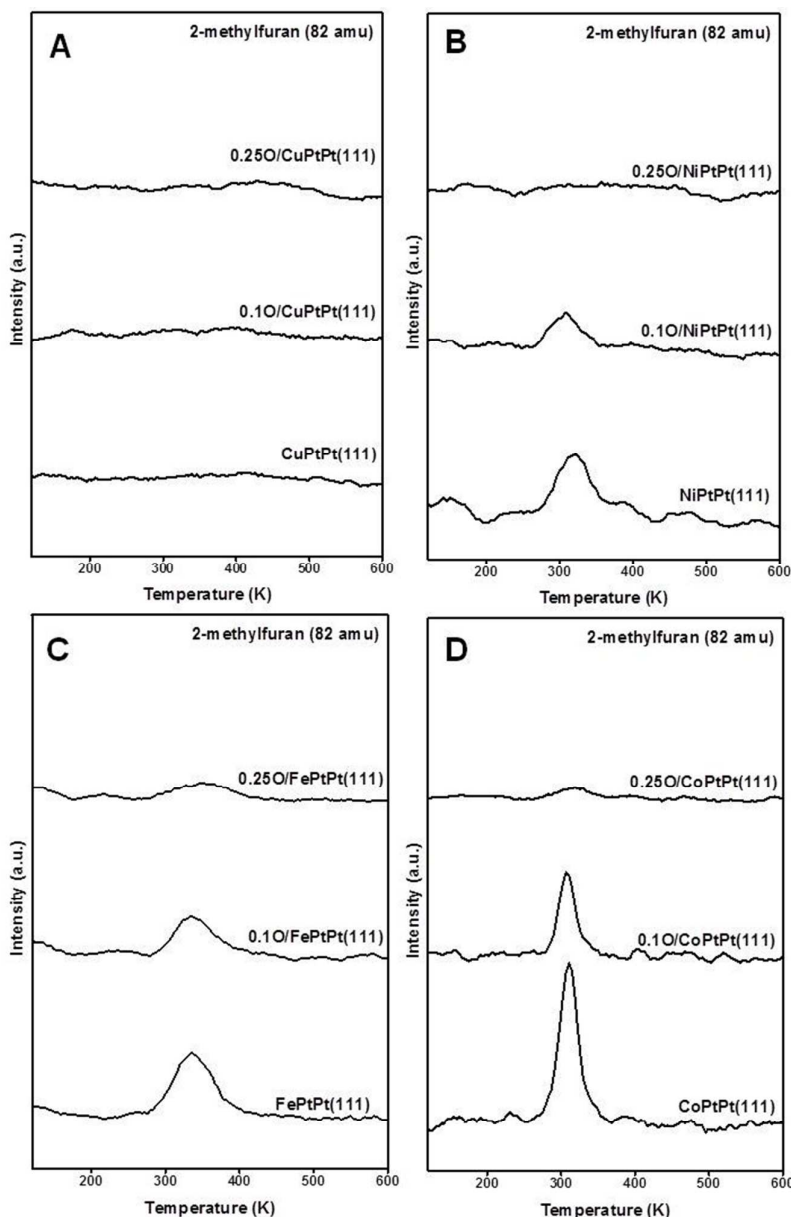 A
2-methylfuran (82 amu)
0.25O/CuPtPt(111)
0.1O/CuPtPt(111)
CuPtPt(111)
Intensity (a.u.)
200 300 400 500 600
Temperature (K)
B
2-methylfuran (82 amu)
0.25O/NiPtPt(111)
0.1O/NiPtPt(111)
NiPtPt(111)
Intensity (a.u.)
200 300 400 500 600
Temperature (K)
C
2-methylfuran (82 amu)
0.25O/FePtPt(111)
0.1O/FePtPt(111)
FePtPt(111)
Intensity (a.u.)
200 300 400 500 600
Temperature (K)
D
2-methylfuran (82 amu)
0.25O/CoPtPt(111)
0.1O/CoPtPt(111)
CoPtPt(111)
Intensity (a.u.)
200 300 400 500 600
Temperature (K)